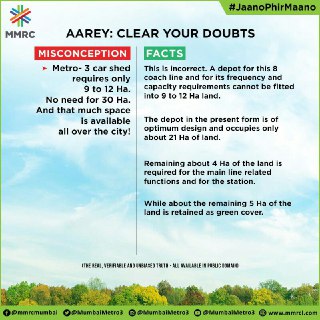 #JaanoPhirMaano
MMRC
AAREY: CLEAR YOUR DOUBTS
MISCONCEPTION
FACTS
Metro- 3 car shed
requires only
9 to 12 Ha.
No need for 30 Ha.
And that much space
is available
all over the city!
This is incorrect. A depot for this 8
coach line and for its frequency and
capacity requirements cannot be fitted
into 9 to 12 Ha land.
The depot in the present form is of
optimum design and occupies only
about 21 Ha of land.
Remaining about 4 Ha of the land is
required for the main line related
functions and for the station.
While about the remaining 5 Ha of the
land is retained as green cover.
#THE REAL, VERIFIABLE AND UNBIASED TRUTH - ALL AVAILABLE IN PUBLIC DOMAIN
@mmrcmumbai @MumbaiMetro3 @MumbaiMetro3 @MumbaiMetro3 www.mmrcl.com